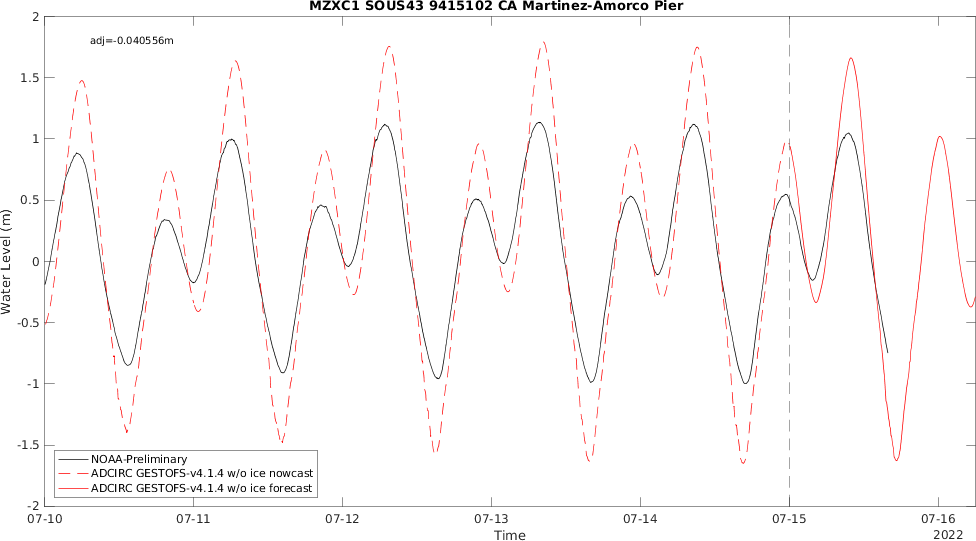 MZXC1 SOUS43 9415102 CA Martinez-Amorco Pier
adj=-0.040556m
2
1.5
1
0.5
0
-0.5
-1
-1.5
-2
Water Level (m)
NOAA-Preliminary
ADCIRC GESTOFS-v4.1.4 w/o ice nowcast
ADCIRC GESTOFS-v4.1.4 w/o ice forecast
07-10 07-11 07-12 07-13 07-14 07-15 07-16
Time
2022